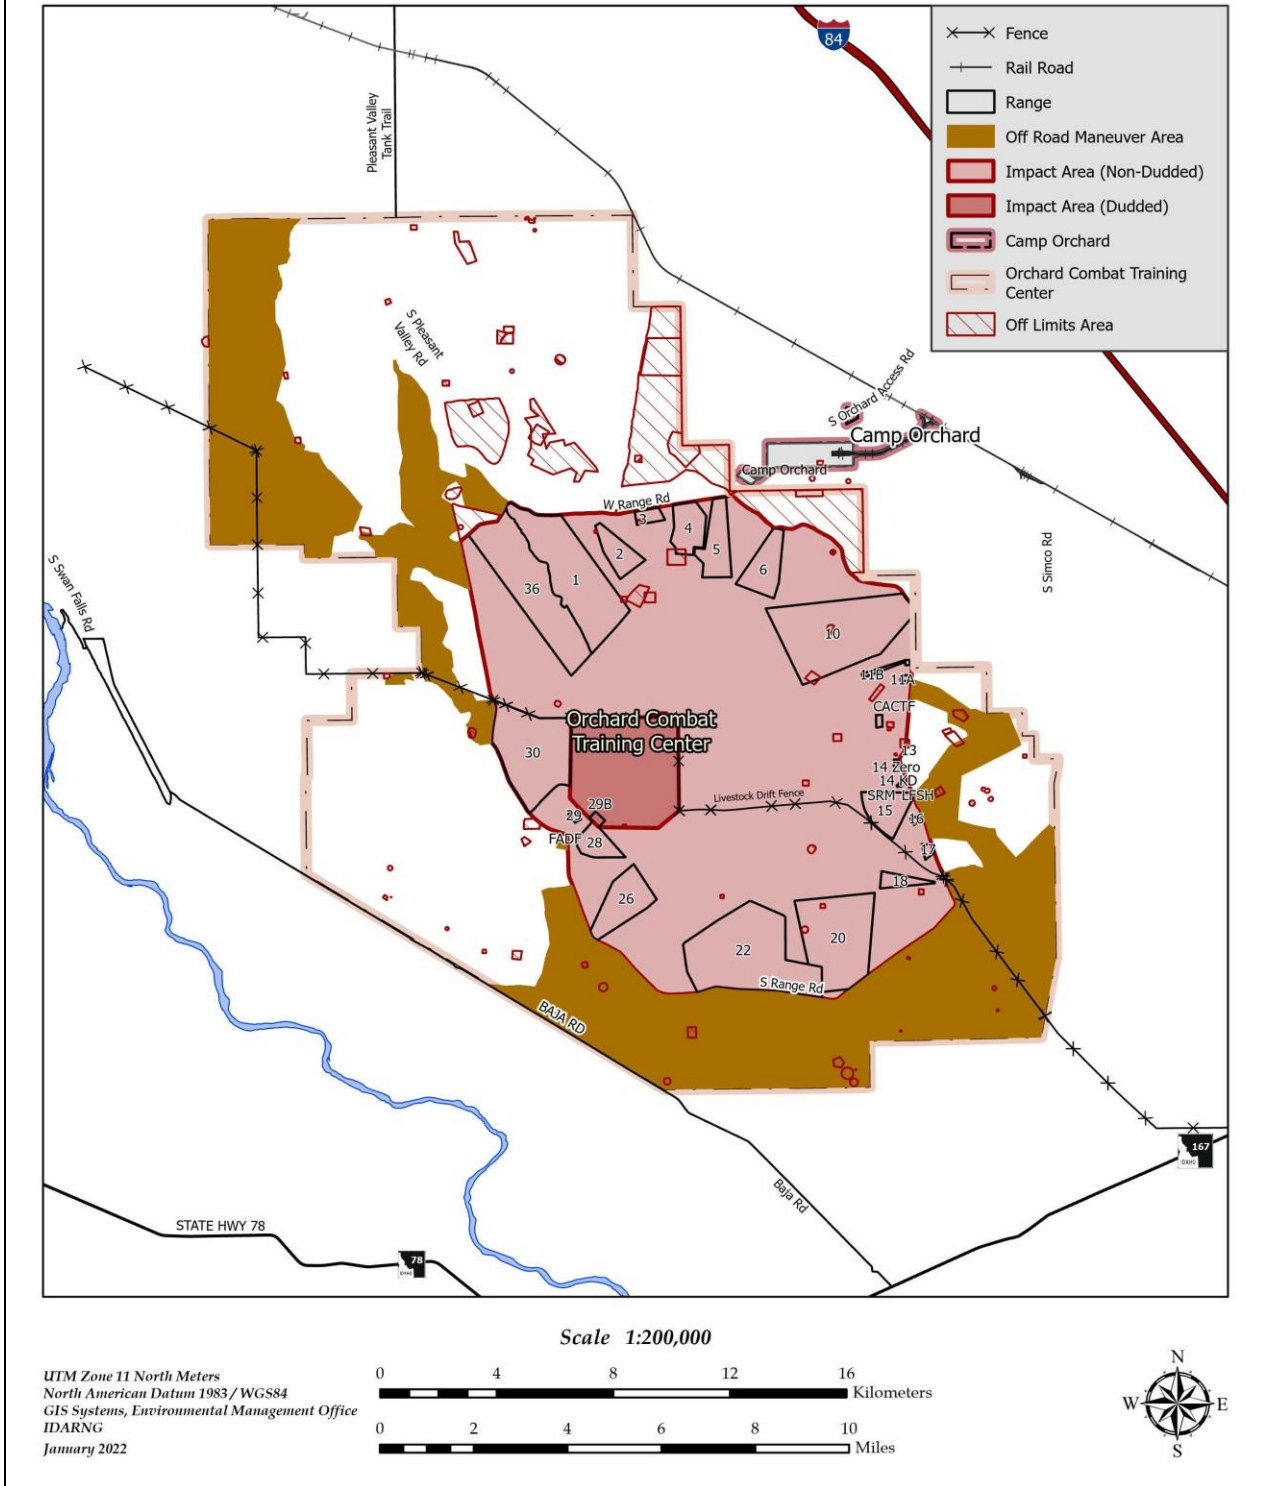 84
Fence
Rail Road
Range
Off Road Maneuver Area
Impact Area (Non-Dudded)
Impact Area (Dudded)
Camp Orchard
Orchard Combat Training
Center
Off Limits Area
Pleasant Valley
Tank Trail
S Pleasant
Valley Rd
S Orchard Access Rd
Camp Orchard
Camp Orchard
W Range Rd
3
4
5
2
6
1
36
S Simco Rd
S Swan Falls Rd
10
11B
11A
CACTF
Orchard Combat
Training Center
30
13
14 Zero
14 KD
SRM LFSH
Livestock Drift Fence
29B
29
15
16
FADF
28
17
18
26
20
22
S Range Rd
BAJA RD
167
IDAHO
Baja Rd
STATE HWY 78
78
Scale 1:200,000
UTM Zone 11 North Meters
North American Datum 1983 / WGS84
GIS Systems, Environmental Management Office
IDARNG
January 2022
0 4 8 12 16
Kilometers
0 2 4 6 8 10
Miles
N
W E
S